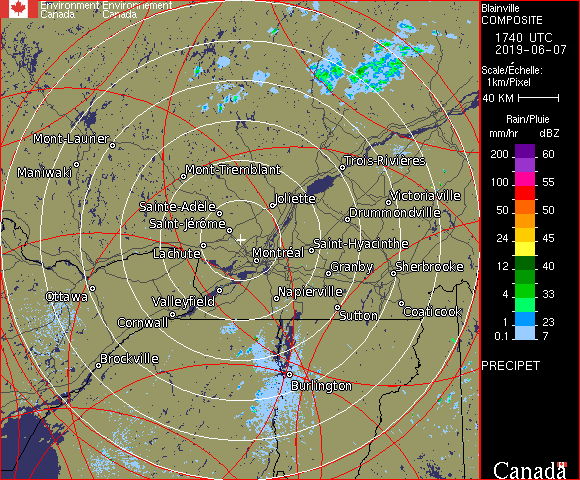 Environment Environnement
Canada Canada
Blainville
COMPOSITE
1740 UTC
2019-06-07
Scale/Échelle:
1km/Pixel
40 KM
Rain/Pluie
mm/hr dBZ
200 60
100 55
50 50
24 45
12 40
4 33
1 23
0.1 7
PRECIPET
Mont-Laurier
Maniwaki
Mont-Tremblant
Trois-Rivières
Sainte-Adèle
Joliette
Victoriaville
Saint-Jérôme
Drummondville
Lachute
Montréal
Saint-Hyacinthe
Granby
Sherbrooke
Ottawa
Valleyfield
Napierville
Cornwall
Sutton
Coaticook
Brockville
Burlington
Canada